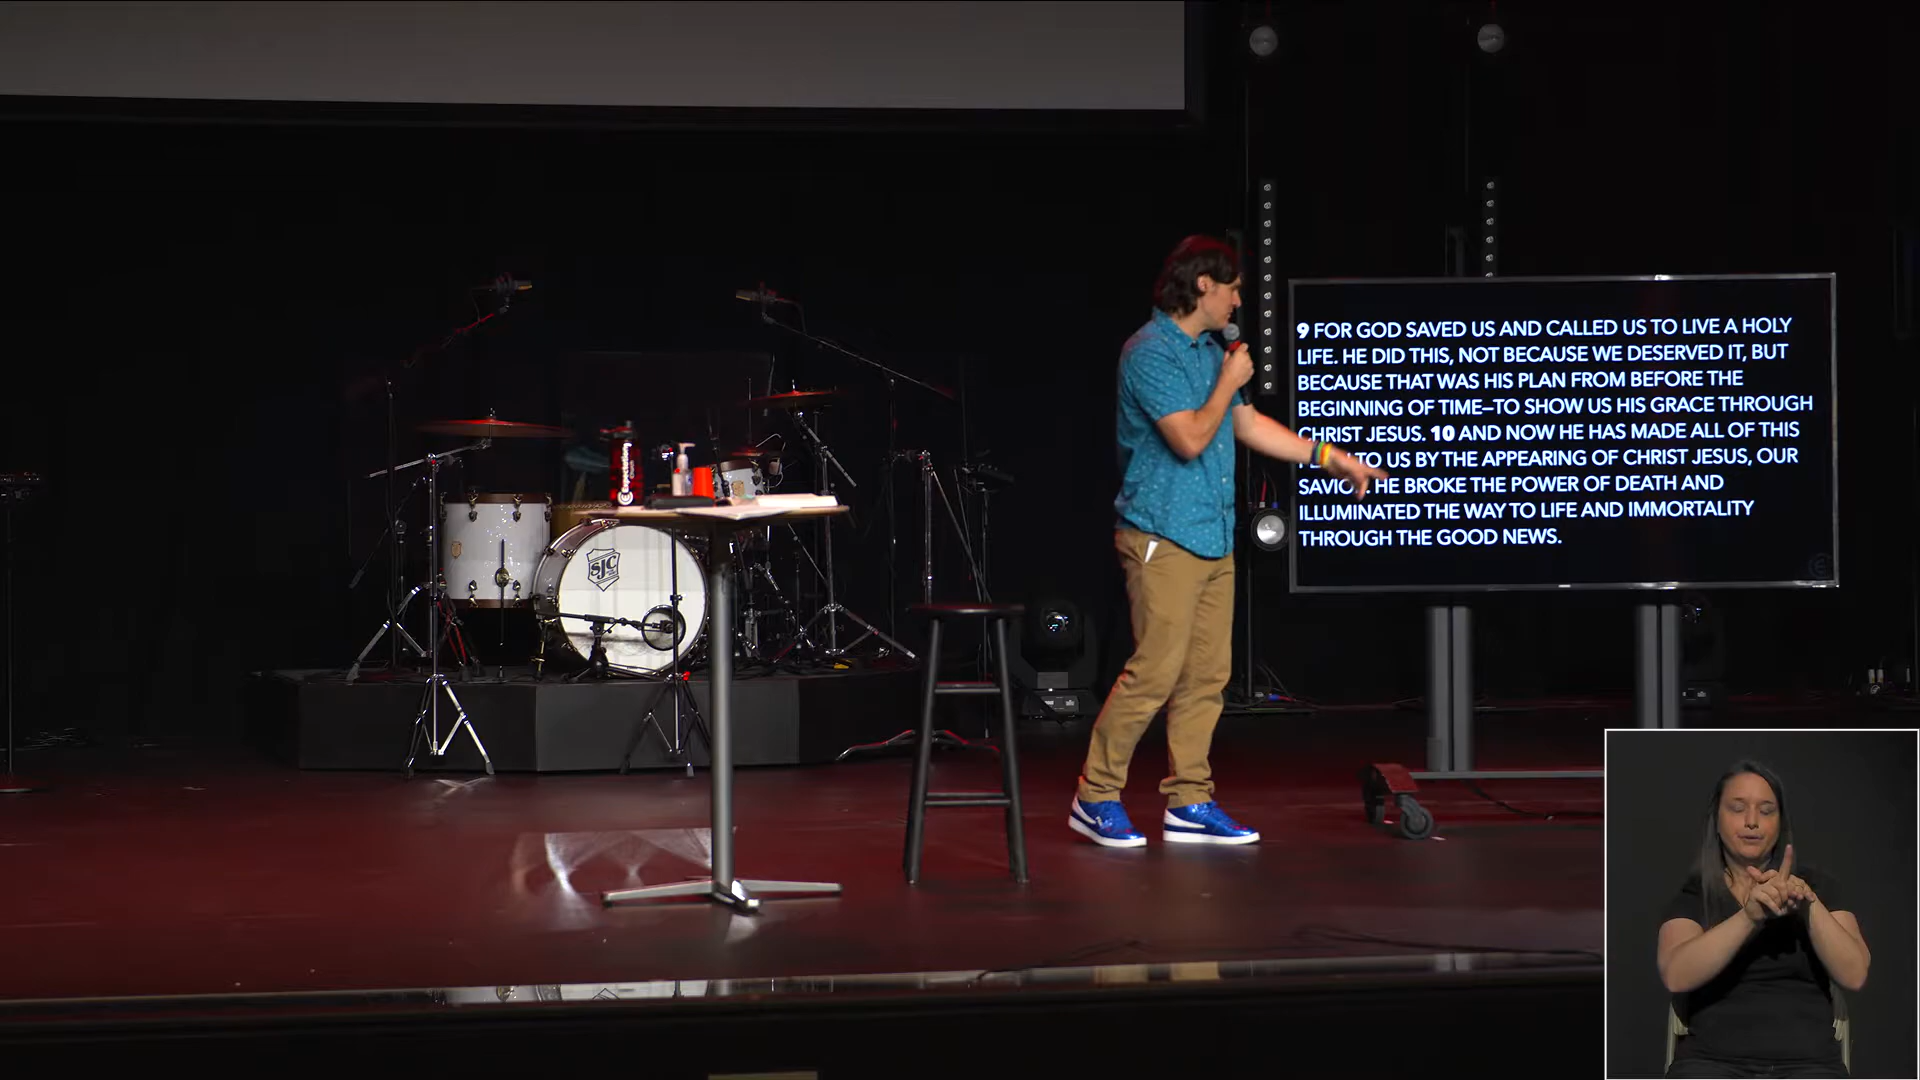 9 FOR GOD SAVED US AND CALLED US TO LIVE A HOLY
LIFE. HE DID THIS, NOT BECAUSE WE DESERVED IT, BUT
BECAUSE THAT WAS HIS PLAN FROM BEFORE THE
BEGINNING OF TIME–TO SHOW US HIS GRACE THROUGH
CHRIST JESUS. 10 AND NOW HE HAS MADE ALL OF THIS
TO US BY THE APPEARING OF CHRIST JESUS, OUR
HE BROKE THE POWER OF DEATH AND
ILLUMINATED THE WAY TO LIFE AND IMMORTALITY
THROUGH THE GOOD NEWS.
Expectation
Church
SJC